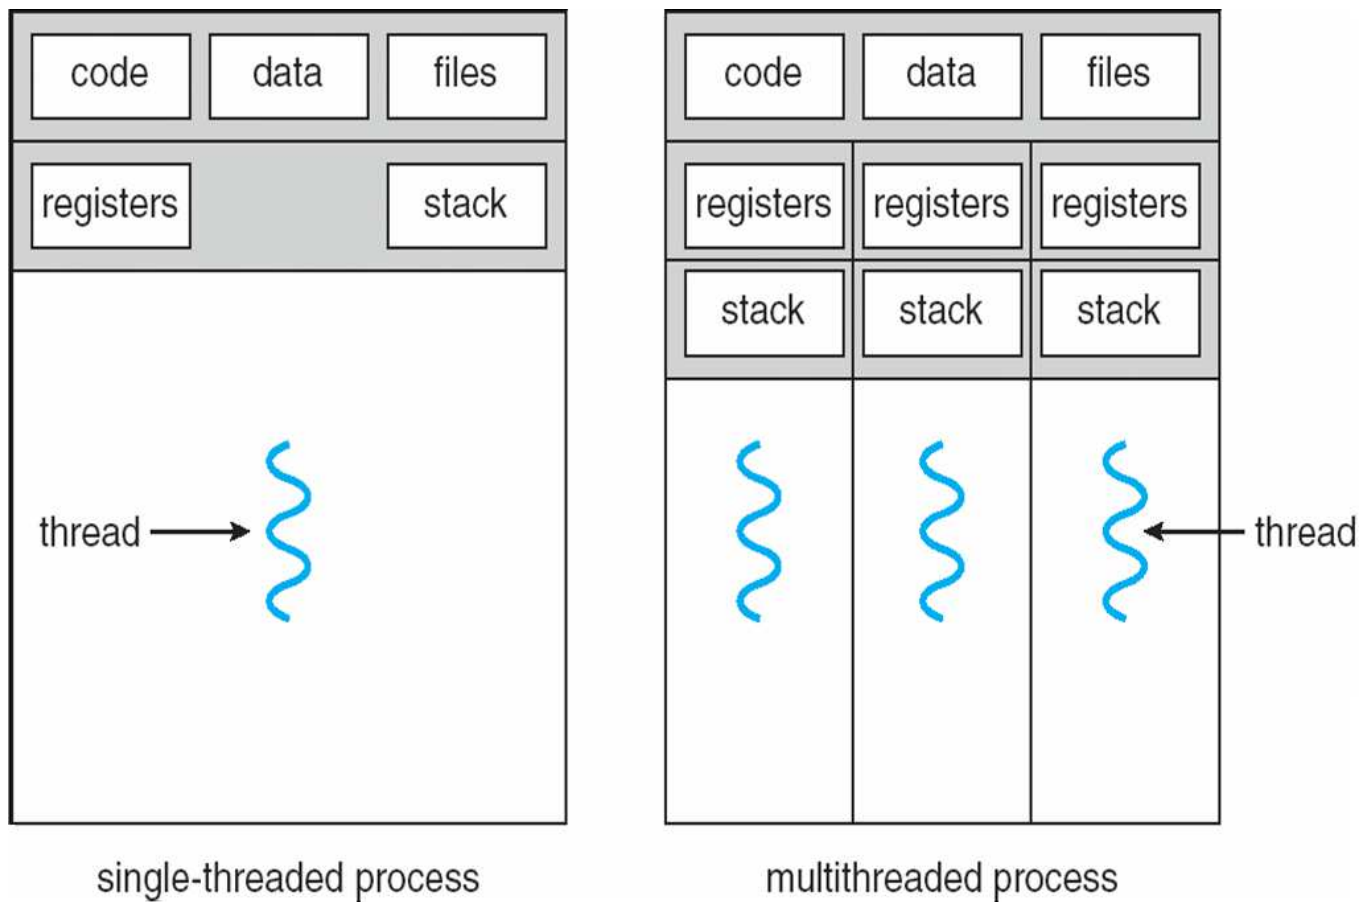 code data files
registers stack
thread
single-threaded process
code data files
registers registers registers
stack stack stack
thread
multithreaded process